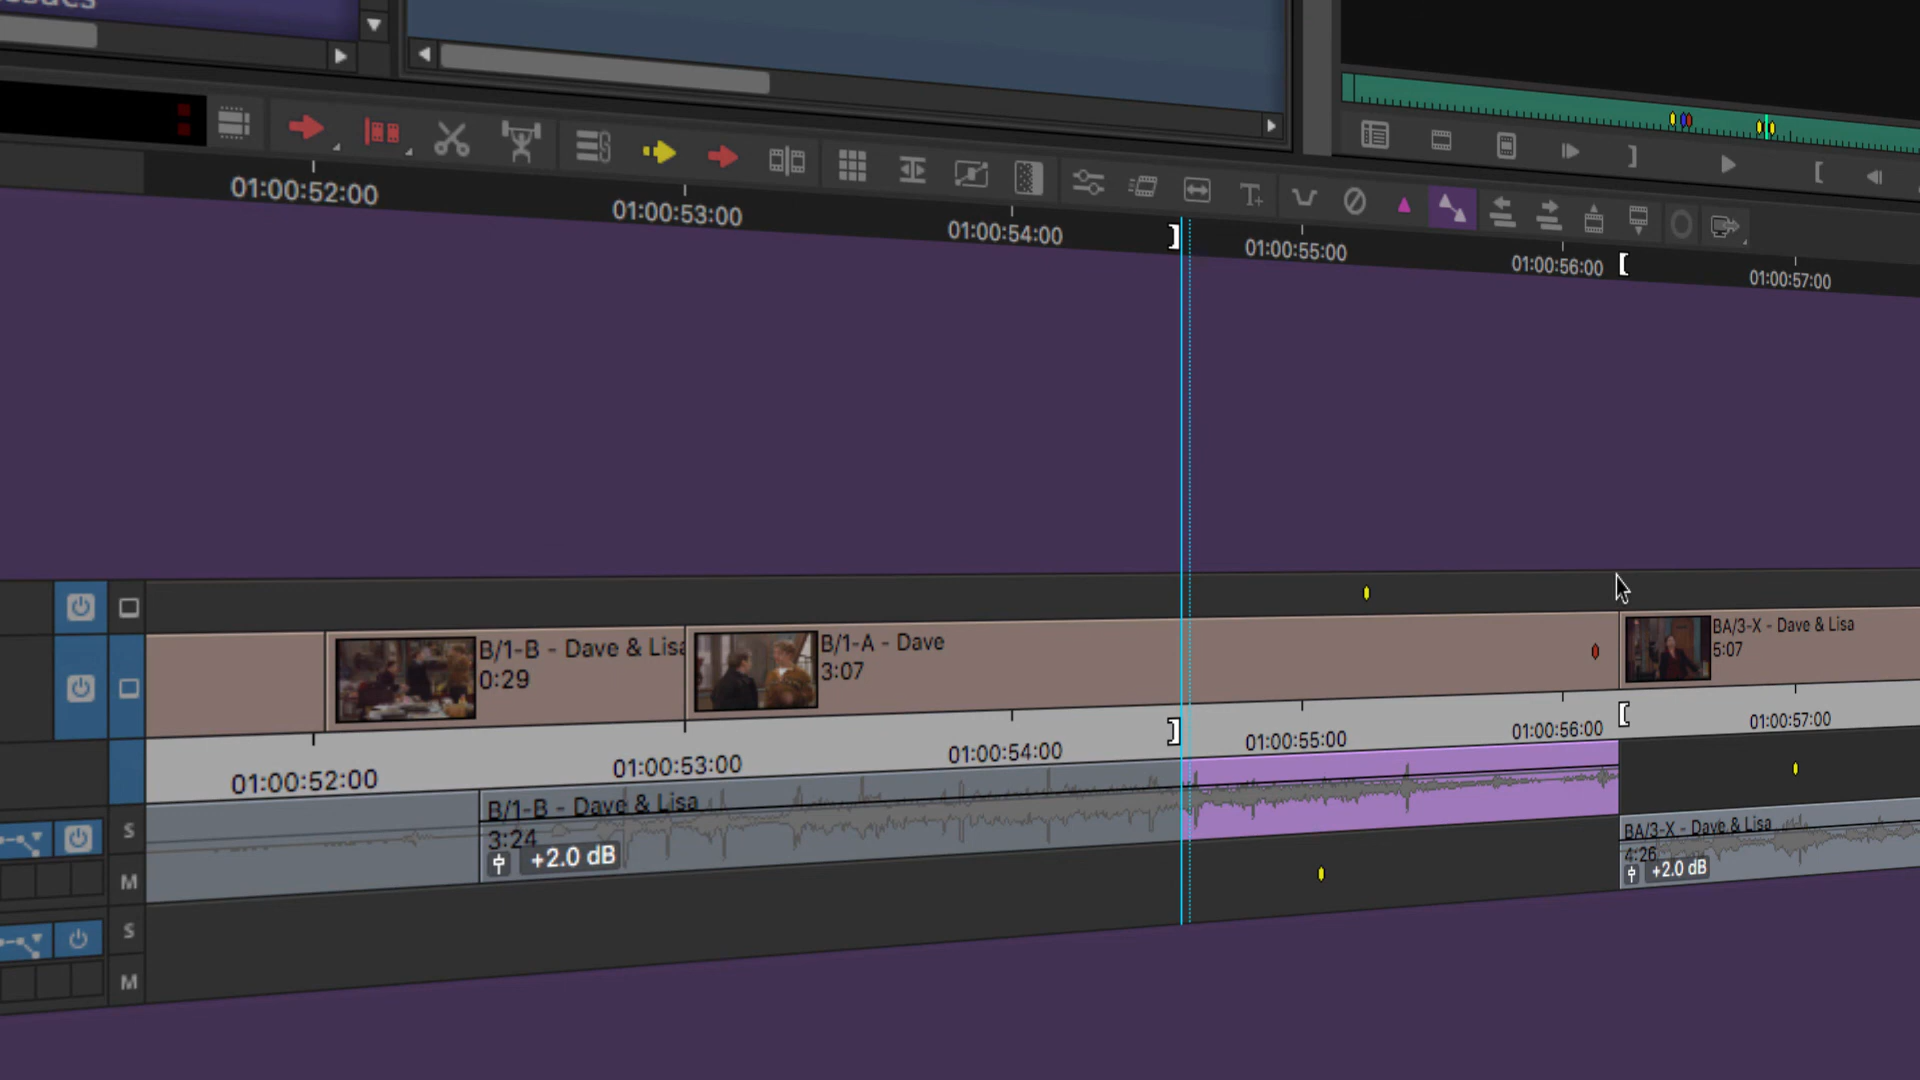 01:00:52:00
01:00:53:00
01:00:54:00
01:00:55:00
01:00:56:00
01:00:57:00
B/1-B - Dave & Lisa
0:29
B/1-A - Dave
3:07
BA/3-X - Dave & Lisa
5:07
01:00:52:00
01:00:53:00
01:00:54:00
01:00:55:00
01:00:56:00
01:00:57:00
B/1-B - Dave & Lisa
3:24
+2.0 dB
BA/3-X - Dave & Lisa
4:26
+2.0 dB
S
M
S
M